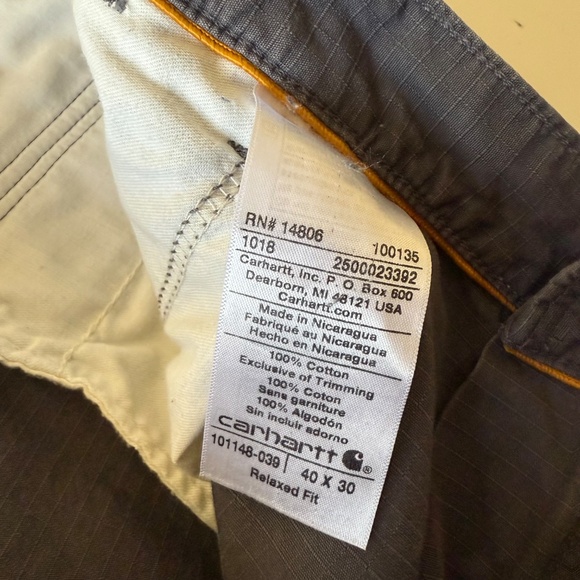 RN# 14806 100135
1018 2500023392
Carhartt, Inc. P.O. Box 600
Dearborn, MI 48121 USA
Carhartt.com
Made in Nicaragua
Fabriqué au Nicaragua
Hecho en Nicaragua
100% Cotton
Exclusive of Trimming
100% Coton
Sans garniture
100% Algodón
Sin incluir adorno
carhartt ®
101148-039 40 X 30
Relaxed Fit